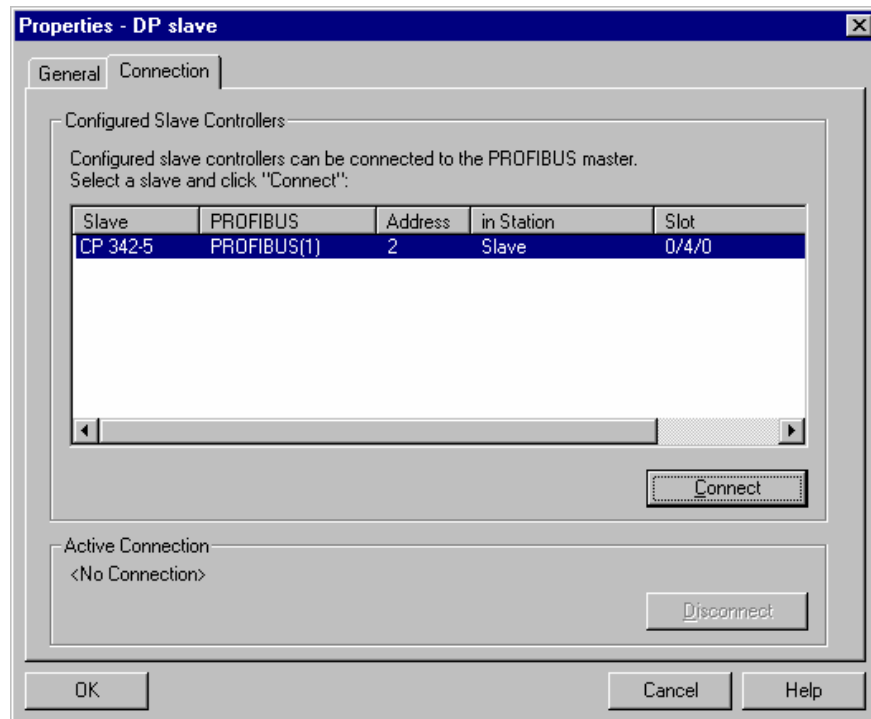 Properties - DP slave
General Connection
Configured Slave Controllers
Configured slave controllers can be connected to the PROFIBUS master.
Select a slave and click "Connect":
Slave PROFIBUS Address in Station Slot
CP 342-5 PROFIBUS(1) 2 Slave 0/4/0
Connect
Active Connection
<No Connection>
Disconnect
OK Cancel Help